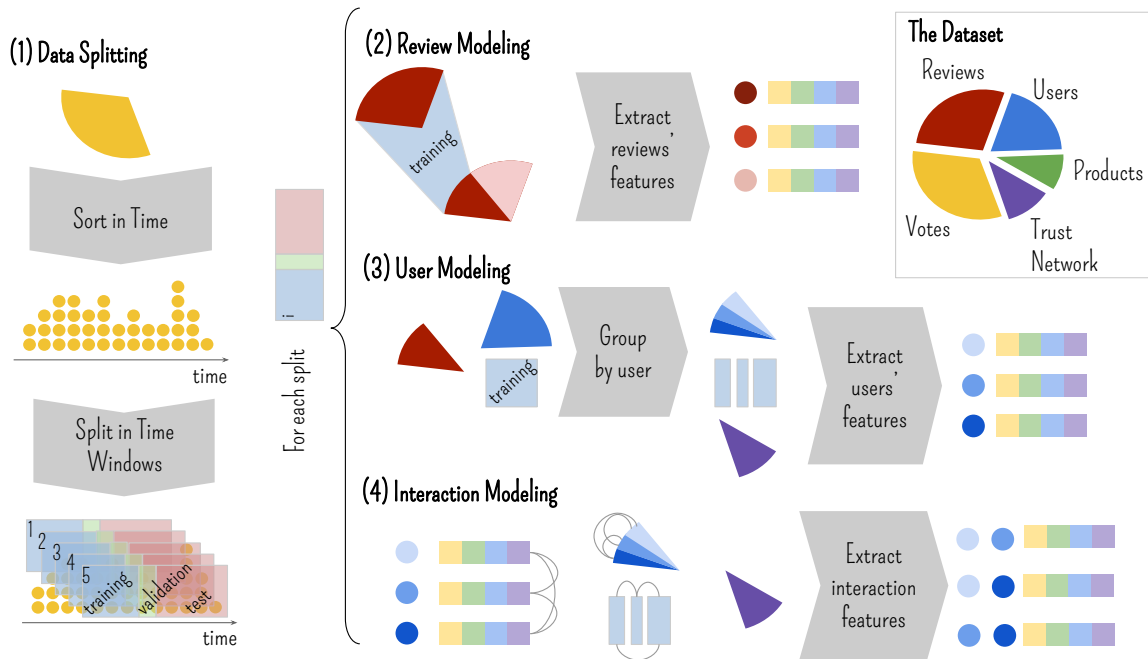 (1) Data Splitting
Sort in Time
time
Split in Time
Windows
1
2
3
4
5
training
validation
test
time
i
For each split
(2) Review Modeling
training
Extract
reviews'
features
(3) User Modeling
training
Group
by user
Extract
users'
features
(4) Interaction Modeling
Extract
interaction
features
The Dataset
Reviews
Users
Products
Votes
Trust
Network